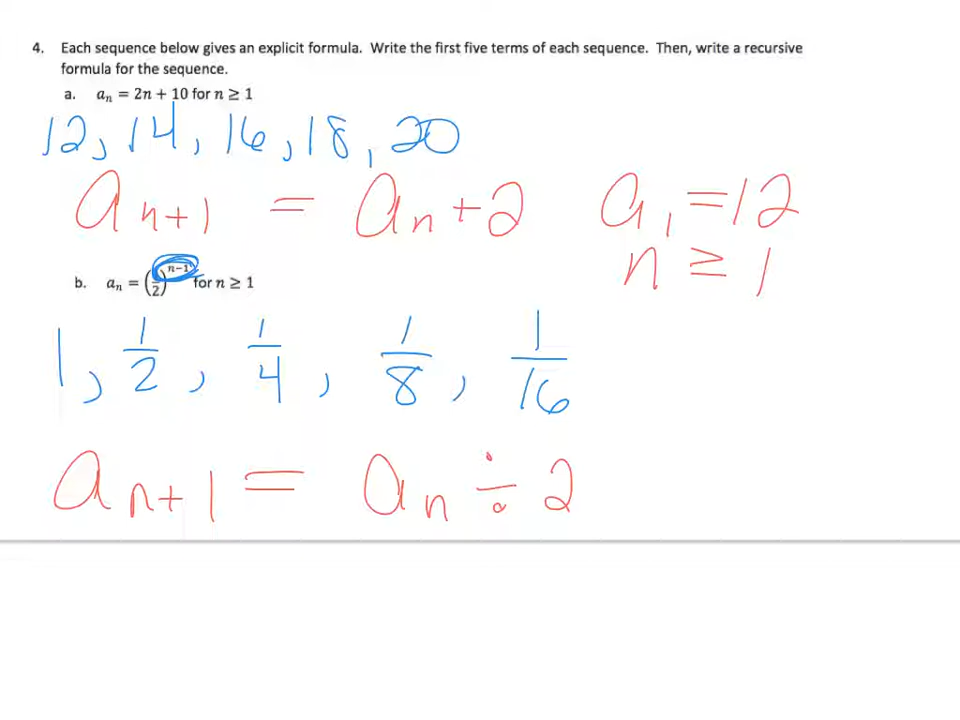 4. Each sequence below gives an explicit formula. Write the first five terms of each sequence. Then, write a recursive
formula for the sequence.
a. aₙ = 2n + 10 for n ≥ 1
12, 14, 16, 18, 20
aₙ₊₁ = aₙ + 2 a₁ = 12
n ≥ 1
b. aₙ = (1/2)ⁿ⁻¹ for n ≥ 1
1, 1/2, 1/4, 1/8, 1/16
aₙ₊₁ = aₙ ÷ 2